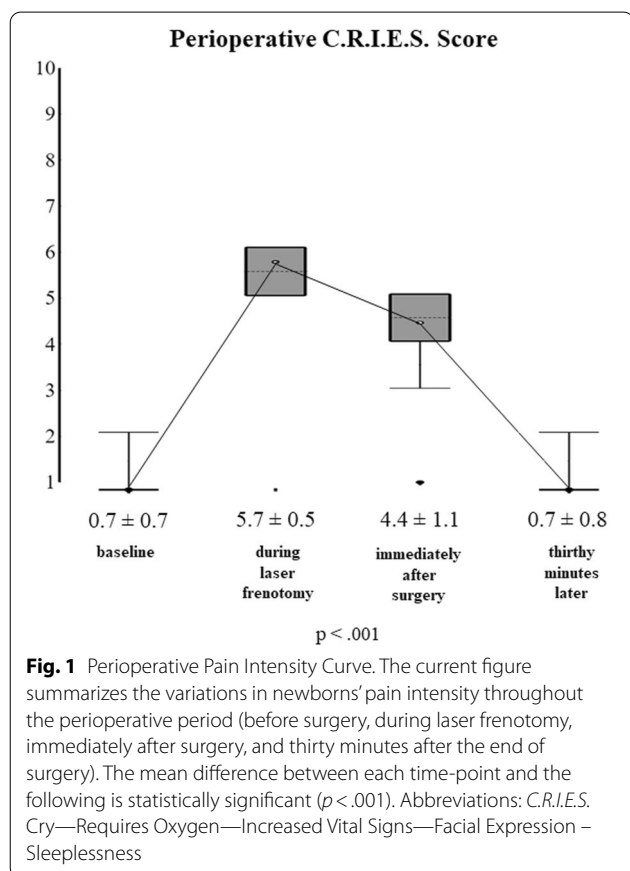 Perioperative C.R.I.E.S. Score
10
9
8
7
6
5
4
3
2
1
0.7 ± 0.7 5.7 ± 0.5 4.4 ± 1.1 0.7 ± 0.8
baseline during immediately thirthy
laser after minutes
frenotomy surgery later
p < .001
Fig. 1 Perioperative Pain Intensity Curve. The current figure
summarizes the variations in newborns' pain intensity throughout
the perioperative period (before surgery, during laser frenotomy,
immediately after surgery, and thirty minutes after the end of
surgery). The mean difference between each time-point and the
following is statistically significant (p < .001). Abbreviations: C.R.I.E.S.
Cry—Requires Oxygen—Increased Vital Signs—Facial Expression –
Sleeplessness